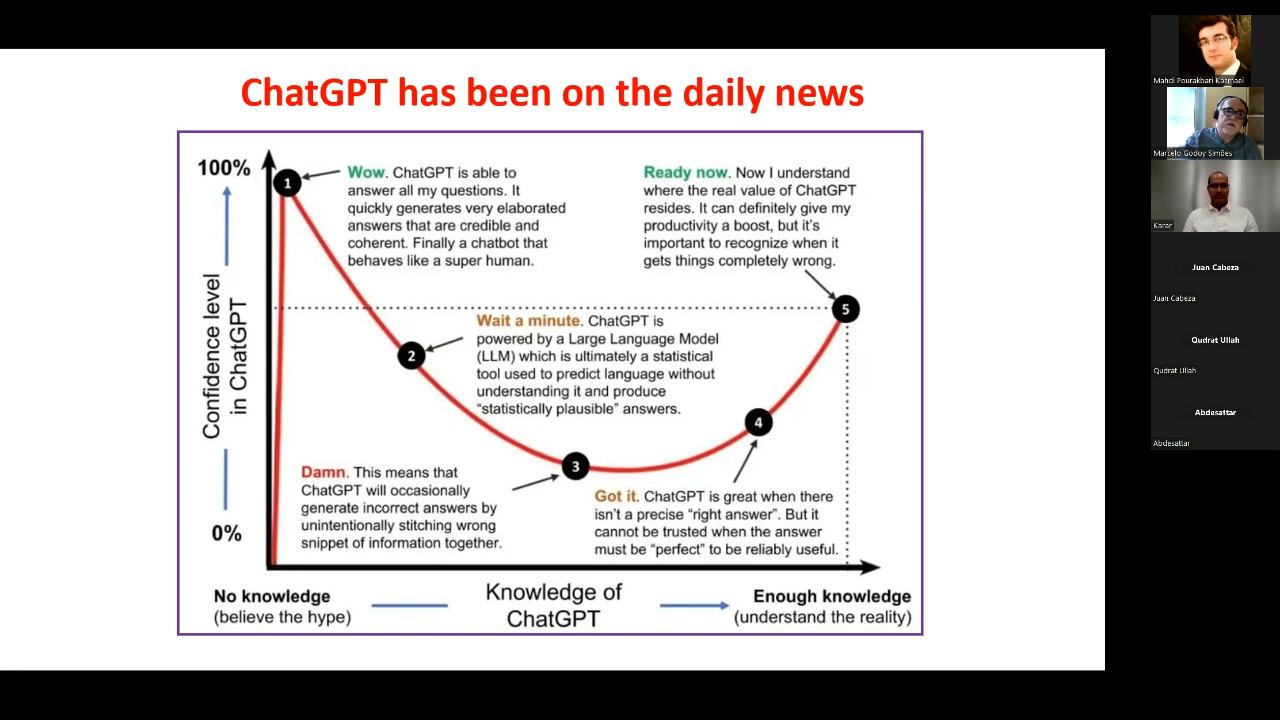 ChatGPT has been on the daily news
100%
Confidence level
in ChatGPT
0%
1
Wow. ChatGPT is able to
answer all my questions. It
quickly generates very elaborated
answers that are credible and
coherent. Finally a chatbot that
behaves like a super human.
Ready now. Now I understand
where the real value of ChatGPT
resides. It can definitely give my
productivity a boost, but it's
important to recognize when it
gets things completely wrong.
5
2
Wait a minute. ChatGPT is
powered by a Large Language Model
(LLM) which is ultimately a statistical
tool used to predict language without
understanding it and produce
“statistically plausible” answers.
4
3
Damn. This means that
ChatGPT will occasionally
generate incorrect answers by
unintentionally stitching wrong
snippet of information together.
Got it. ChatGPT is great when there
isn't a precise “right answer”. But it
cannot be trusted when the answer
must be “perfect” to be reliably useful.
No knowledge
(believe the hype)
Knowledge of
ChatGPT
Enough knowledge
(understand the reality)
Mahdi Pourakbari Kasmaei
Marcelo Godoy Simões
Karar
Juan Cabeza
Juan Cabeza
Qudrat Ullah
Qudrat Ullah
Abdesattar
Abdesattar